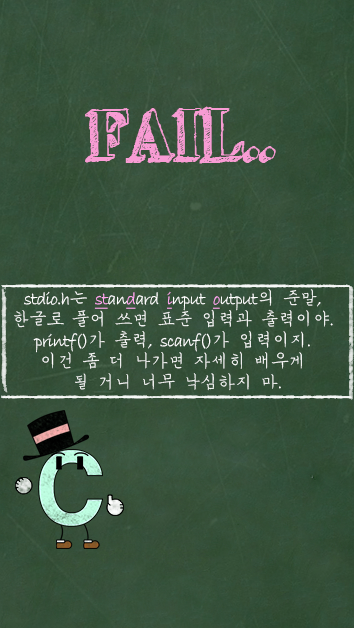 FAIL...
stdio.h는 standard input output의 준말,
한글로 풀어 쓰면 표준 입력과 출력이야.
printf()가 출력, scanf()가 입력이지.
이건 좀 더 나가면 자세히 배우게
될 거니 너무 낙심하지 마.